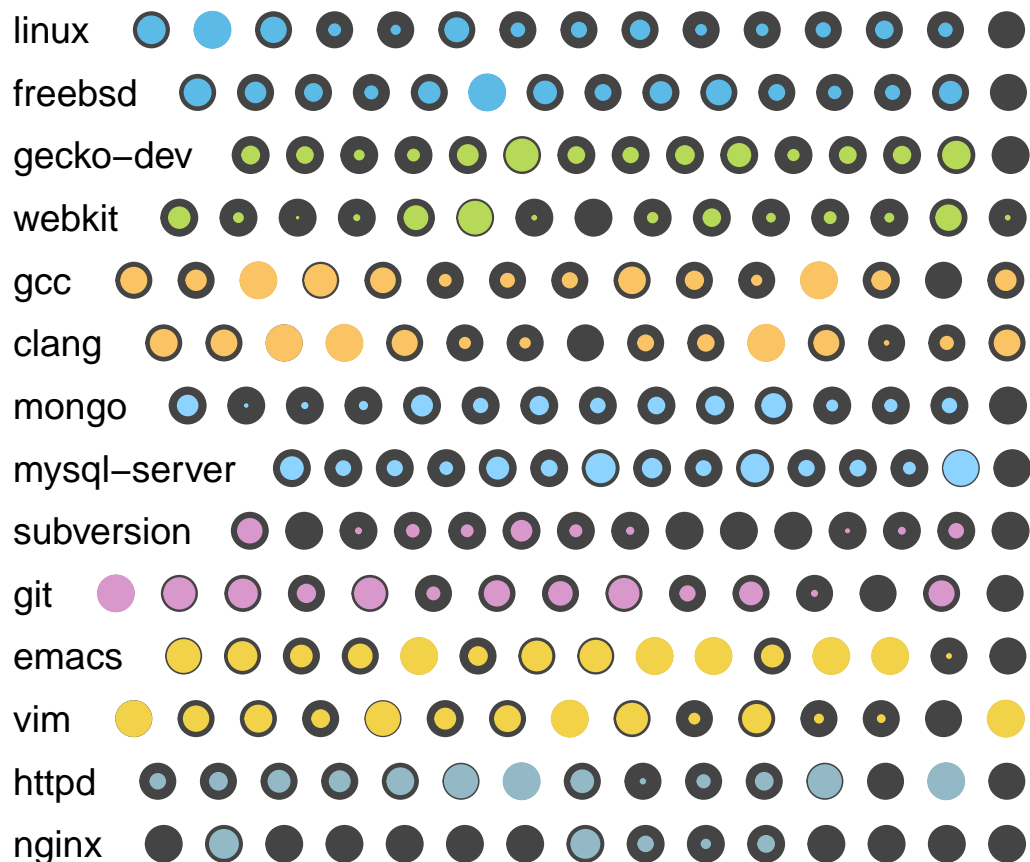 linux
freebsd
gecko−dev
webkit
gcc
clang
mongo
mysql−server
subversion
git
emacs
vim
httpd
nginx